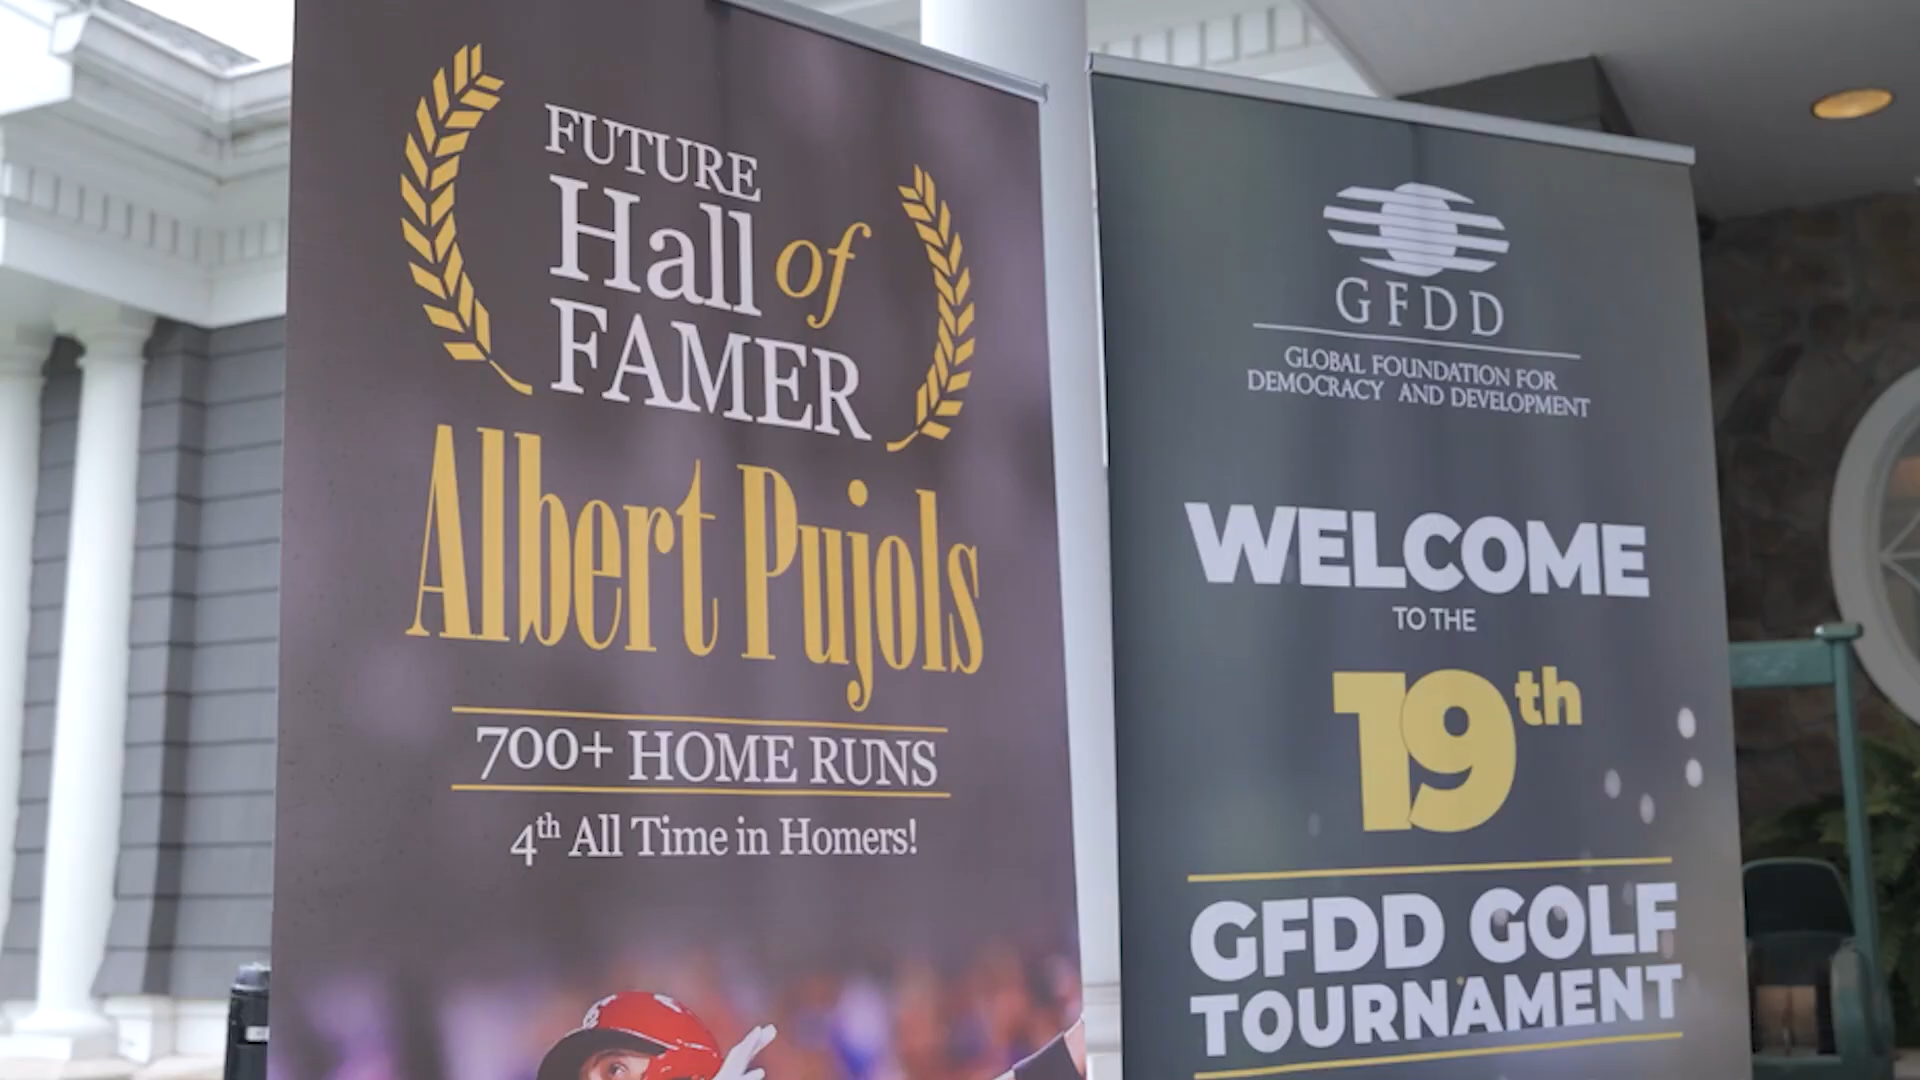 FUTURE
Hall of
FAMER
Albert Pujols
700+ HOME RUNS
4th All Time in Homers!
GFDD
GLOBAL FOUNDATION FOR
DEMOCRACY AND DEVELOPMENT
WELCOME
TO THE
19th
GFDD GOLF
TOURNAMENT